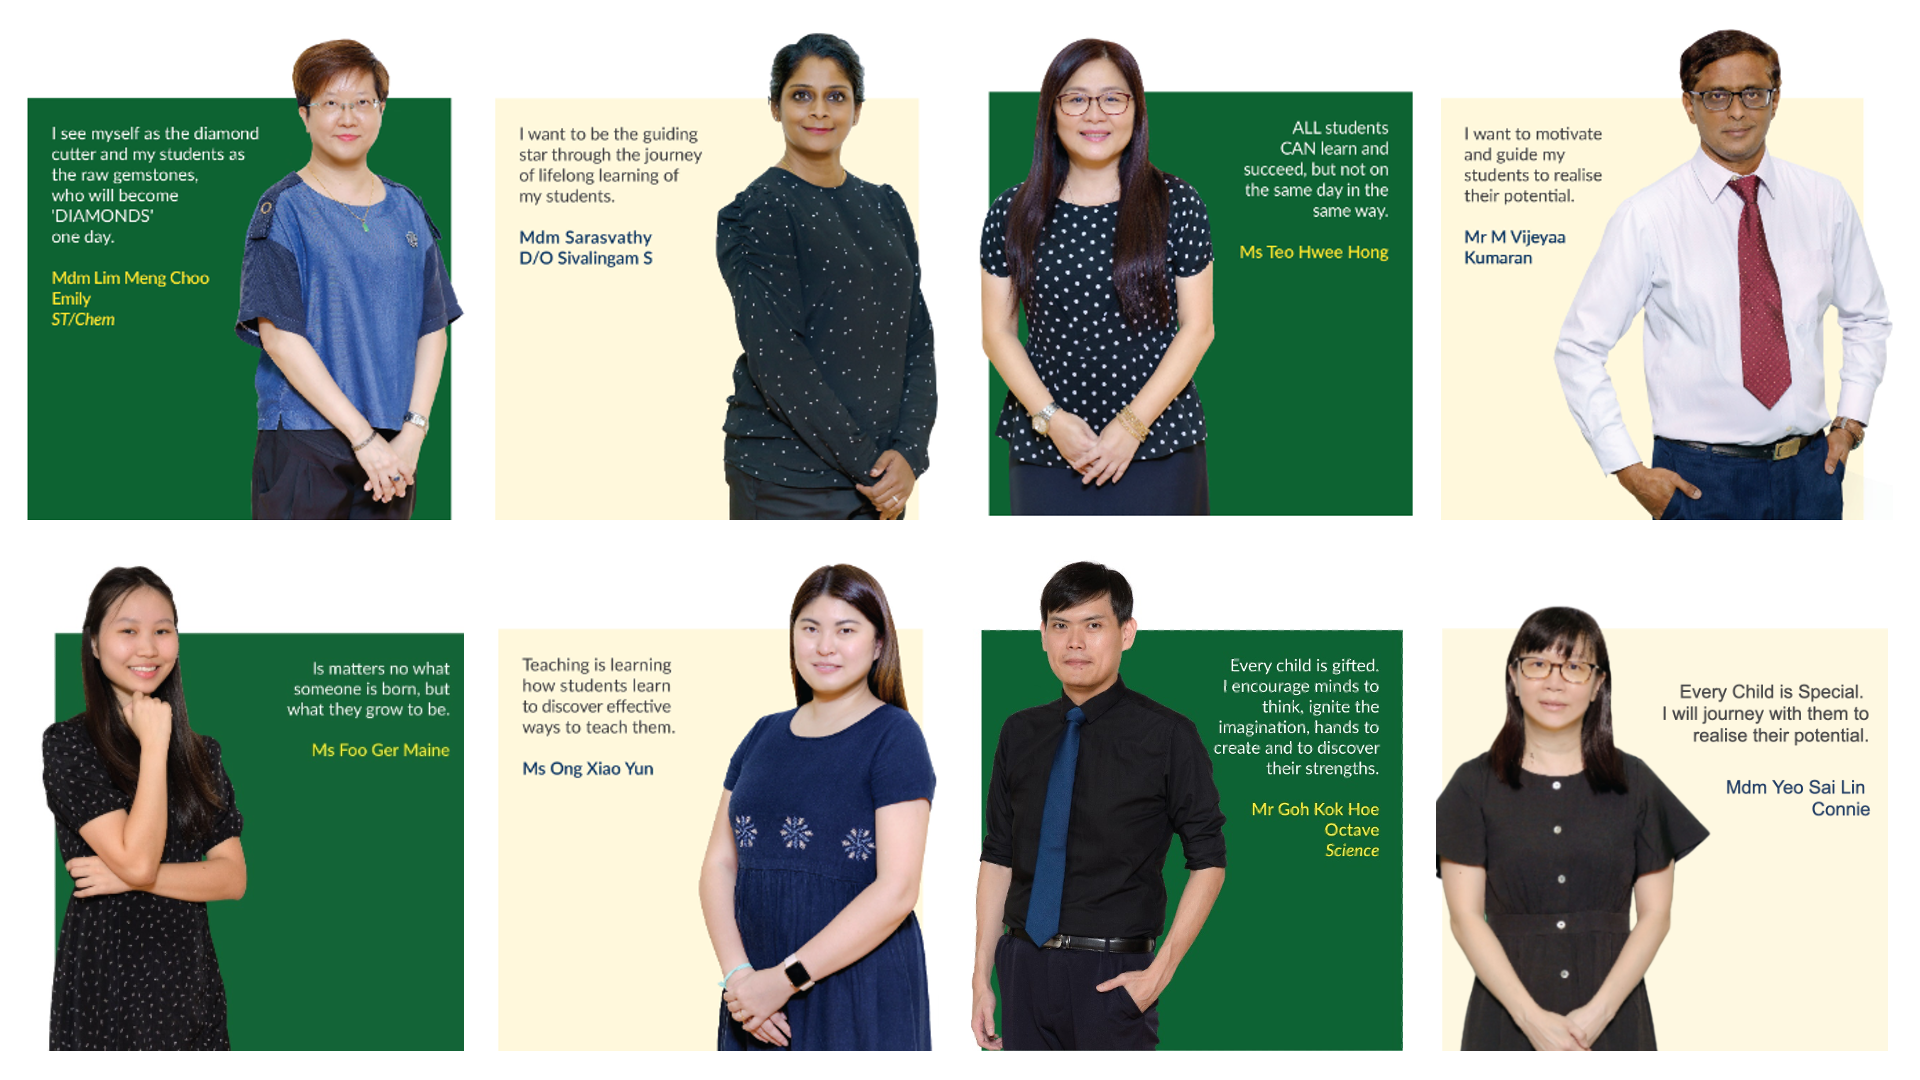 I see myself as the diamond
cutter and my students as
the raw gemstones,
who will become
'DIAMONDS'
one day.
Mdm Lim Meng Choo
Emily
ST/Chem
I want to be the guiding
star through the journey
of lifelong learning of
my students.
Mdm Sarasvathy
D/O Sivalingam S
ALL students
CAN learn and
succeed, but not on
the same day in the
same way.
Ms Teo Hwee Hong
I want to motivate
and guide my
students to realise
their potential.
Mr M Vijeyaa
Kumaran
Is matters no what
someone is born, but
what they grow to be.
Ms Foo Ger Maine
Teaching is learning
how students learn
to discover effective
ways to teach them.
Ms Ong Xiao Yun
Every child is gifted.
I encourage minds to
think, ignite the
imagination, hands to
create and to discover
their strengths.
Mr Goh Kok Hoe
Octave
Science
Every Child is Special.
I will journey with them to
realise their potential.
Mdm Yeo Sai Lin
Connie